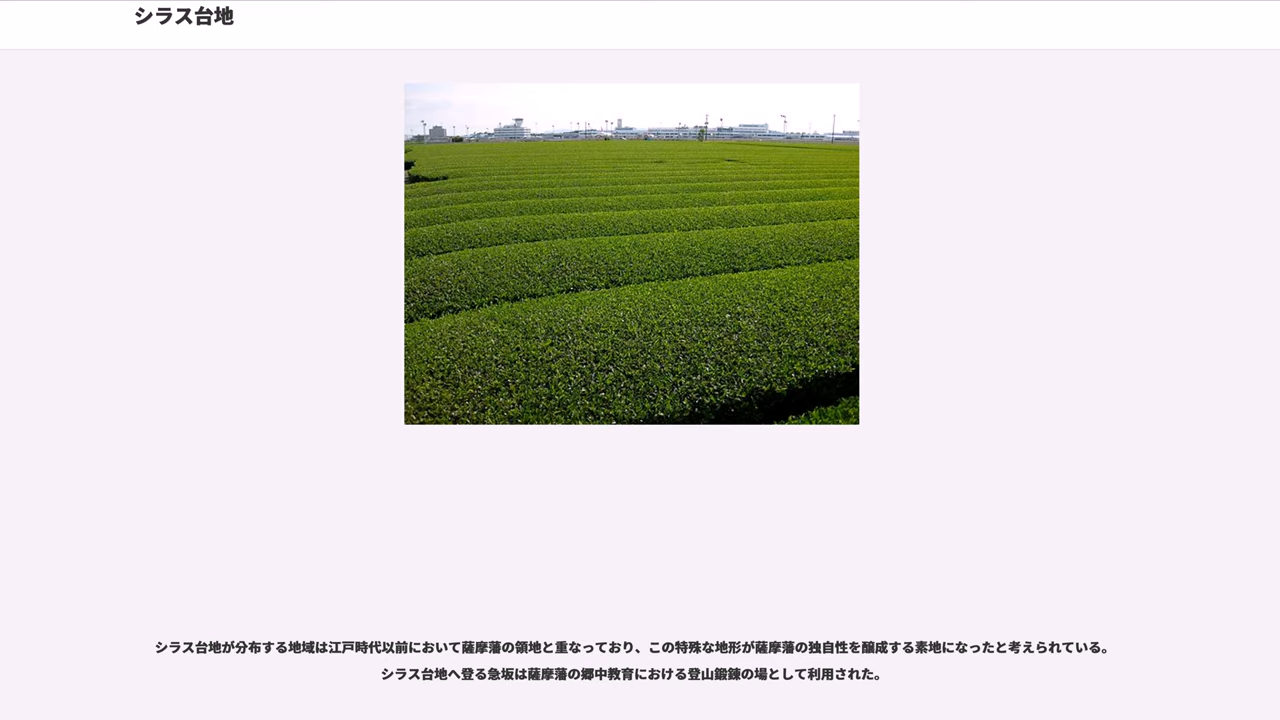 シラス台地
シラス台地が分布する地域は江戸時代以前において薩摩藩の領地と重なっており、この特殊な地形が薩摩藩の独自性を醸成する素地になったと考えられている。
シラス台地へ登る急坂は薩摩藩の郷中教育における登山鍛錬の場として利用された。